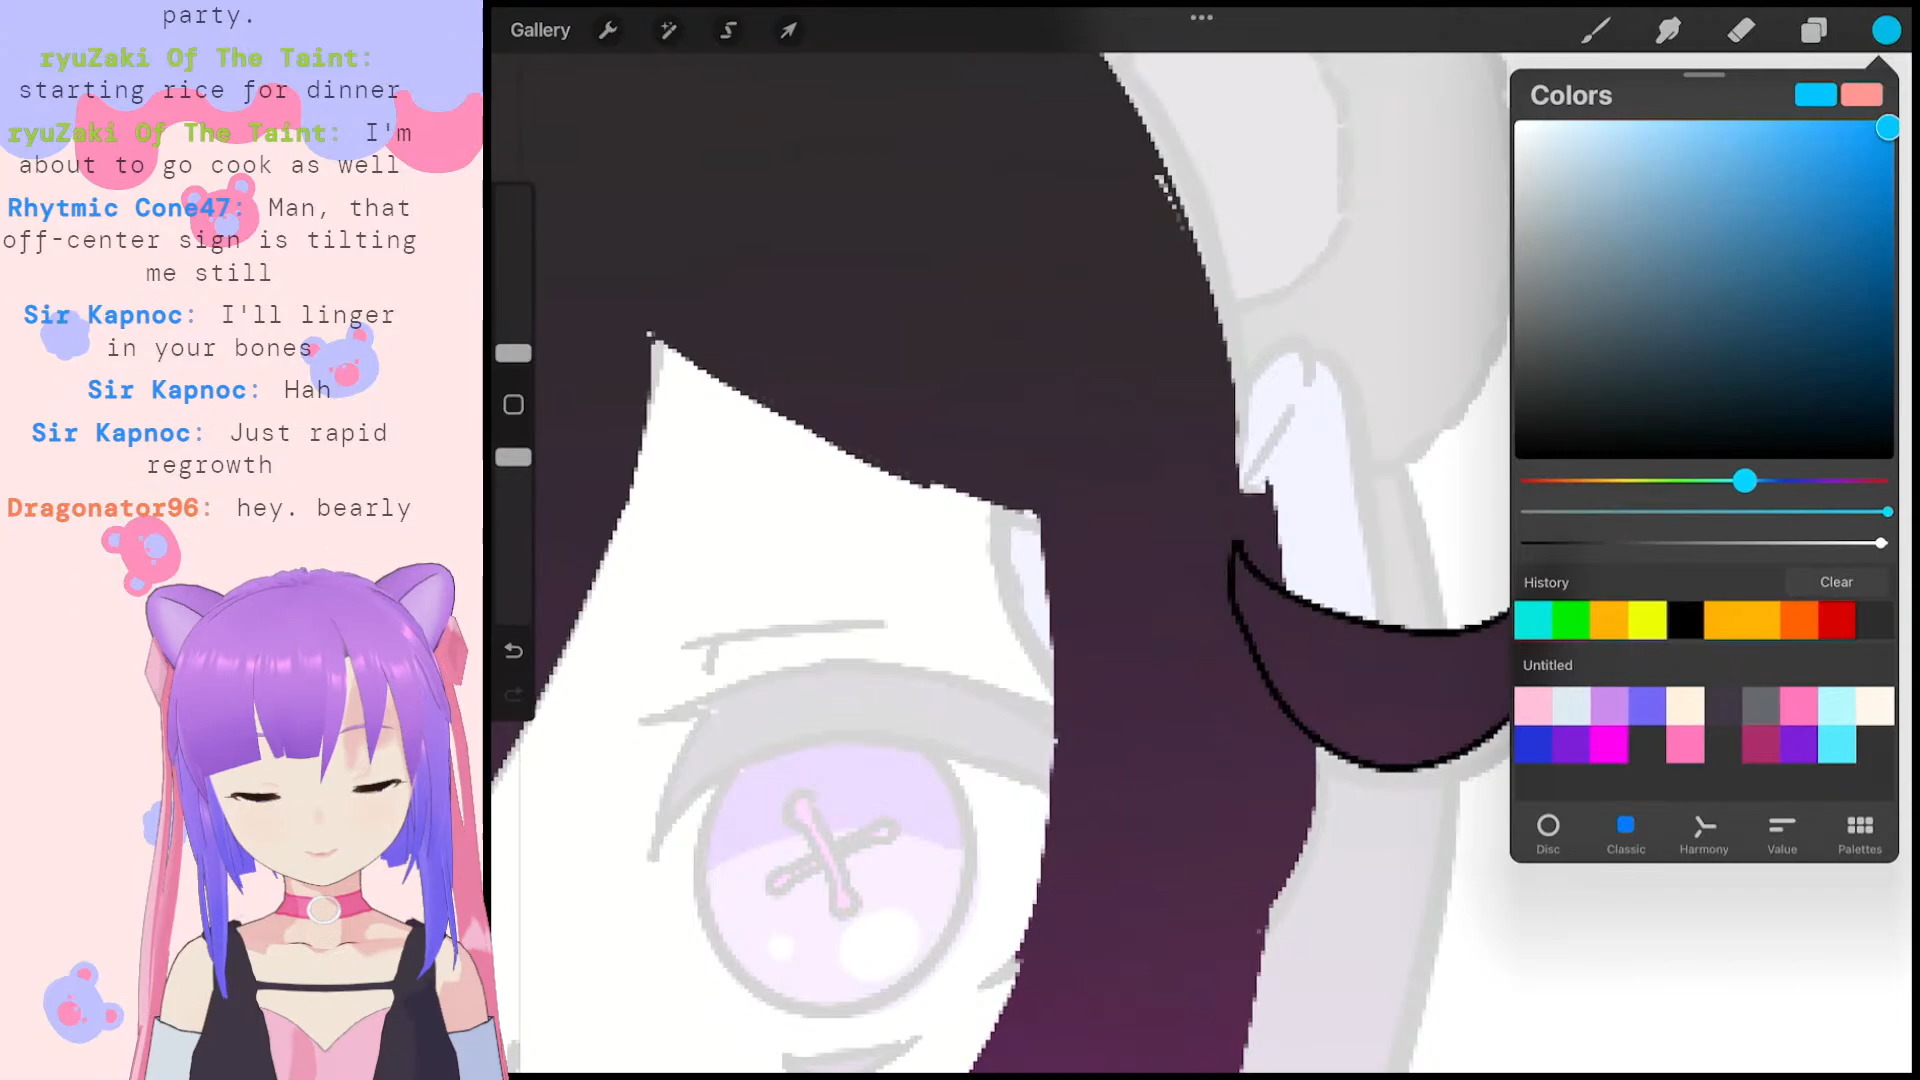 party.
ryuZaki Of The Taint:
starting rice for dinner
ryuZaki Of The Taint: I'm
about to go cook as well
Rhytmic Cone47: Man, that
off-center sign is tilting
me still
Sir Kapnoc: I'll linger
in your bones
Sir Kapnoc: Hah
Sir Kapnoc: Just rapid
regrowth
Dragonator96: hey. bearly
Gallery
Colors
History
Clear
Untitled
Disc
Classic
Harmony
Value
Palettes